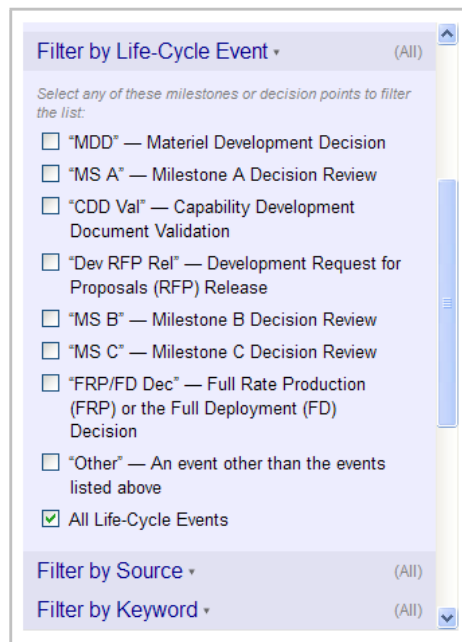 Filter by Life-Cycle Event ▾ (All)
Select any of these milestones or decision points to filter
the list:
“MDD” — Materiel Development Decision
“MS A” — Milestone A Decision Review
“CDD Val” — Capability Development
Document Validation
“Dev RFP Rel” — Development Request for
Proposals (RFP) Release
“MS B” — Milestone B Decision Review
“MS C” — Milestone C Decision Review
“FRP/FD Dec” — Full Rate Production
(FRP) or the Full Deployment (FD)
Decision
“Other” — An event other than the events
listed above
All Life-Cycle Events
Filter by Source ▾ (All)
Filter by Keyword ▾ (All)